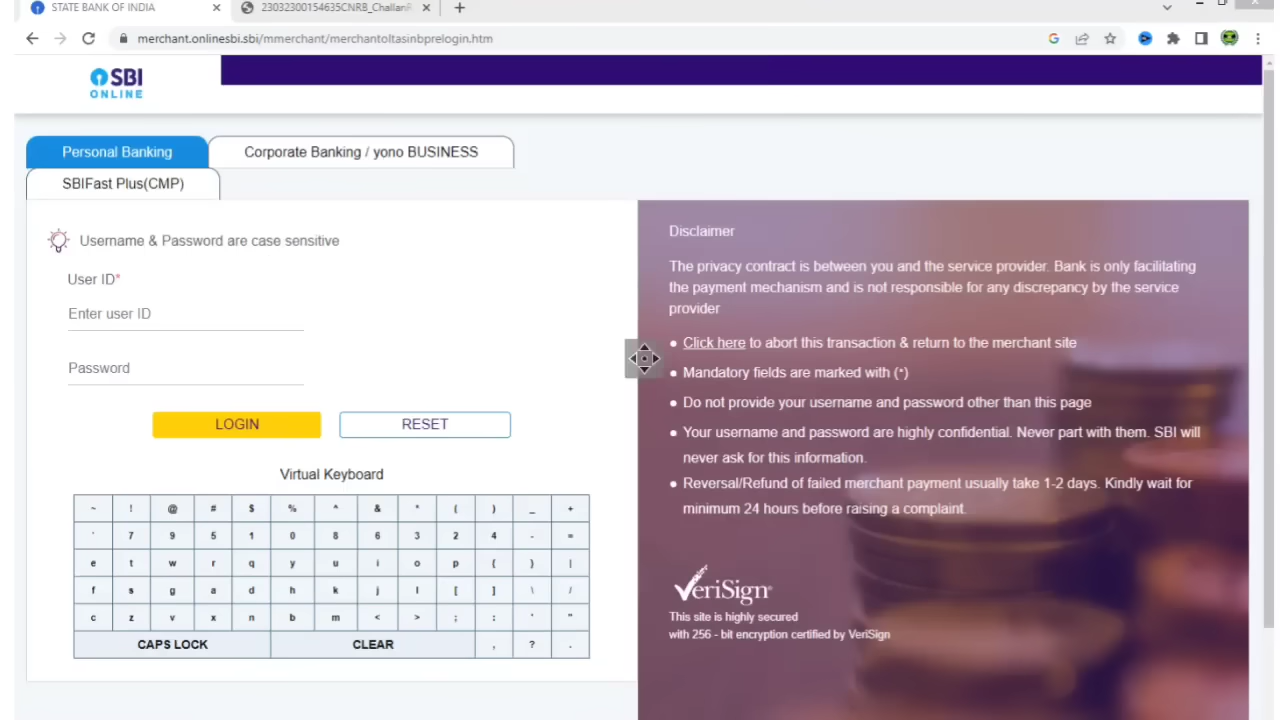 STATE BANK OF INDIA
23032300154635CNRB_Challan
merchant.onlinesbi.sbi/mmerchant/merchantoltasinbprelogin.htm
SBI
ONLINE
Personal Banking
Corporate Banking / yono BUSINESS
SBIFast Plus(CMP)
Username & Password are case sensitive
User ID*
Enter user ID
Password
LOGIN
RESET
Virtual Keyboard
~ ! @ # $ % ^ & * ( ) _ +
` 7 9 5 1 0 8 6 3 2 4 - =
e t w r q y u i o p { } |
f s g a d h k j l [ ] \ /
c z v x n b m < > ; : ' "
CAPS LOCK CLEAR , ? .
Disclaimer
The privacy contract is between you and the service provider. Bank is only facilitating
the payment mechanism and is not responsible for any discrepancy by the service
provider
• Click here to abort this transaction & return to the merchant site
• Mandatory fields are marked with (*)
• Do not provide your username and password other than this page
• Your username and password are highly confidential. Never part with them. SBI will
never ask for this information.
• Reversal/Refund of failed merchant payment usually take 1-2 days. Kindly wait for
minimum 24 hours before raising a complaint.
VeriSign
This site is highly secured
with 256 - bit encryption certified by VeriSign